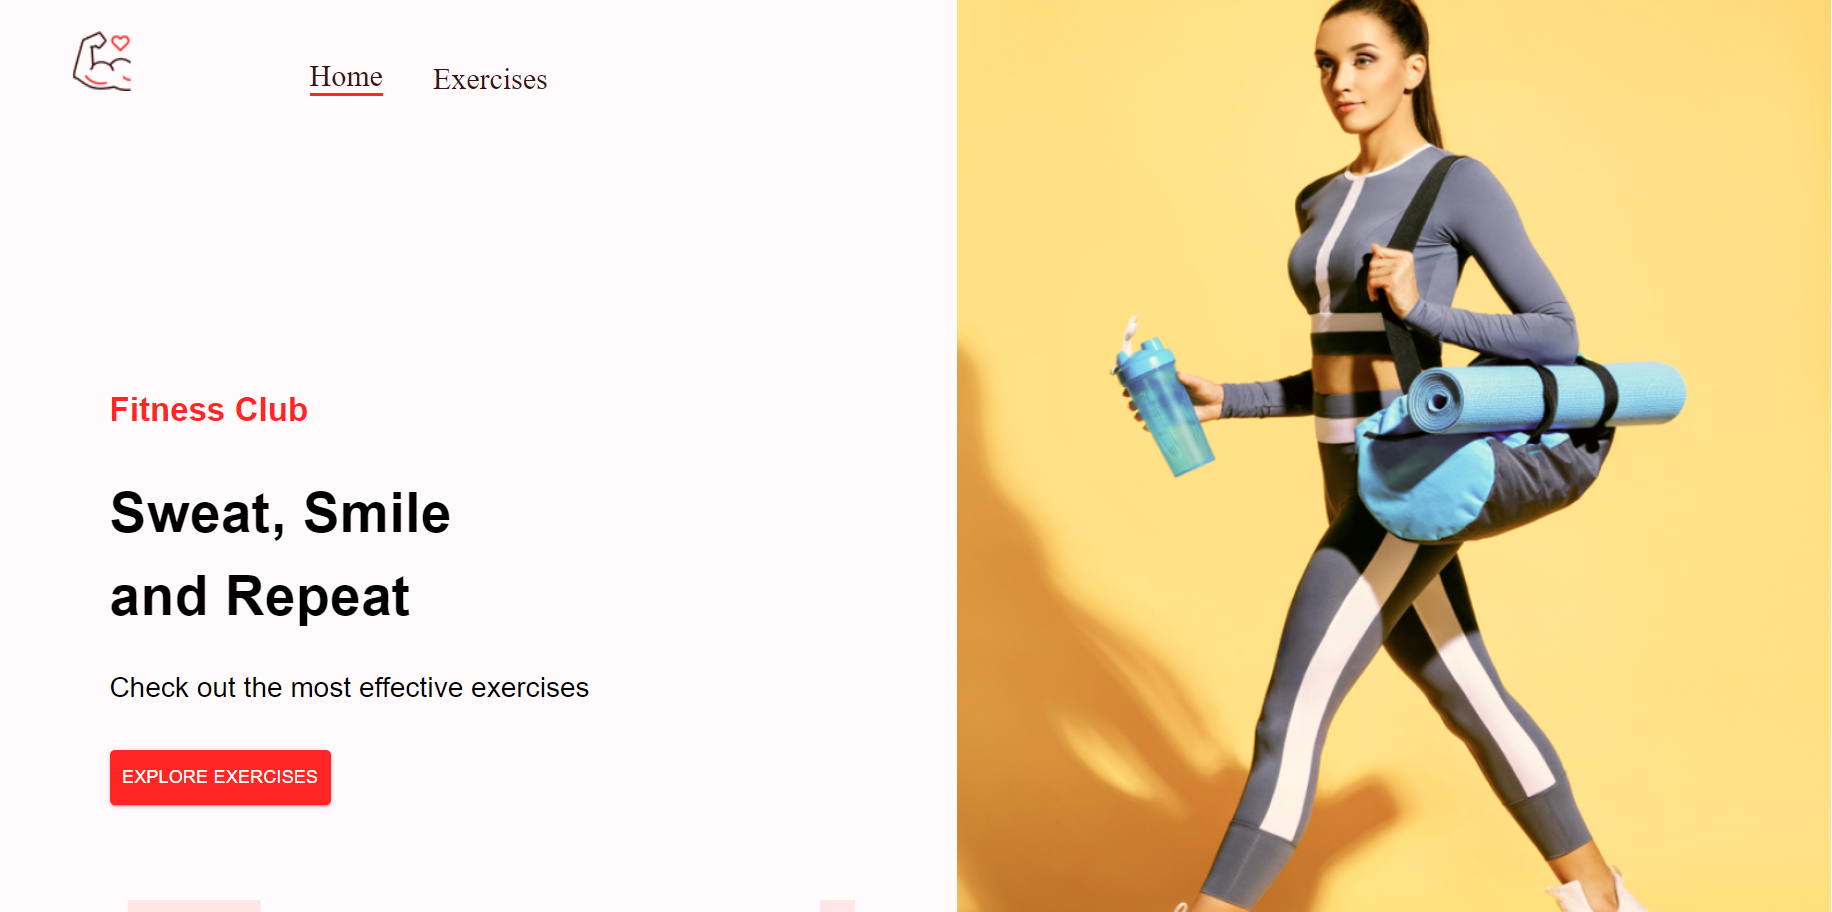 Home
Exercises
Fitness Club
Sweat, Smile
and Repeat
Check out the most effective exercises
EXPLORE EXERCISES